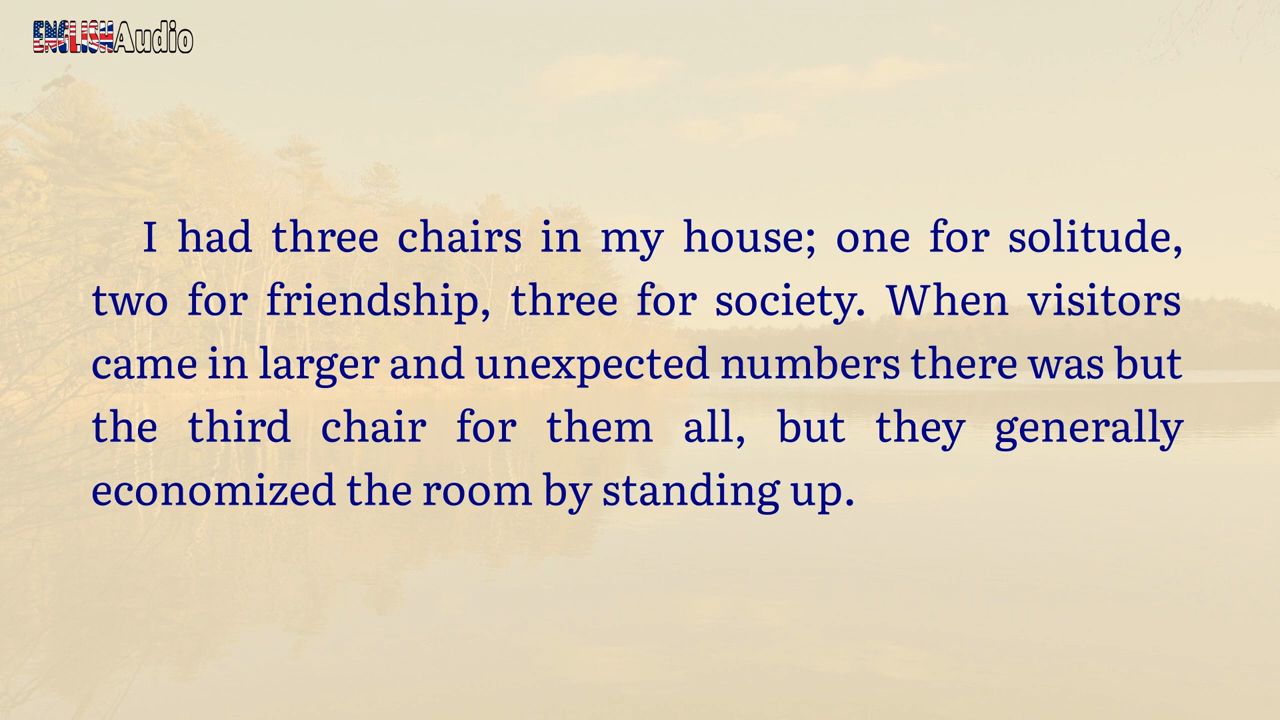 ENGLISHAudio
I had three chairs in my house; one for solitude,
two for friendship, three for society. When visitors
came in larger and unexpected numbers there was but
the third chair for them all, but they generally
economized the room by standing up.